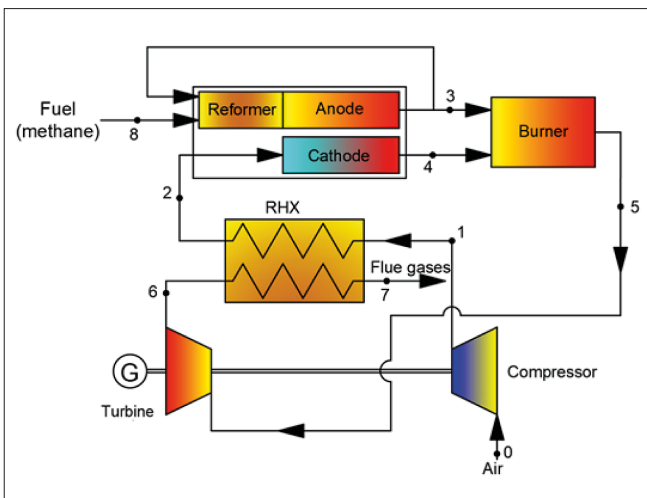 Fuel
(methane)
8
Reformer
Anode
3
Burner
Cathode
4
2
5
RHX
1
Flue gases
6
7
G
Turbine
Compressor
0
Air